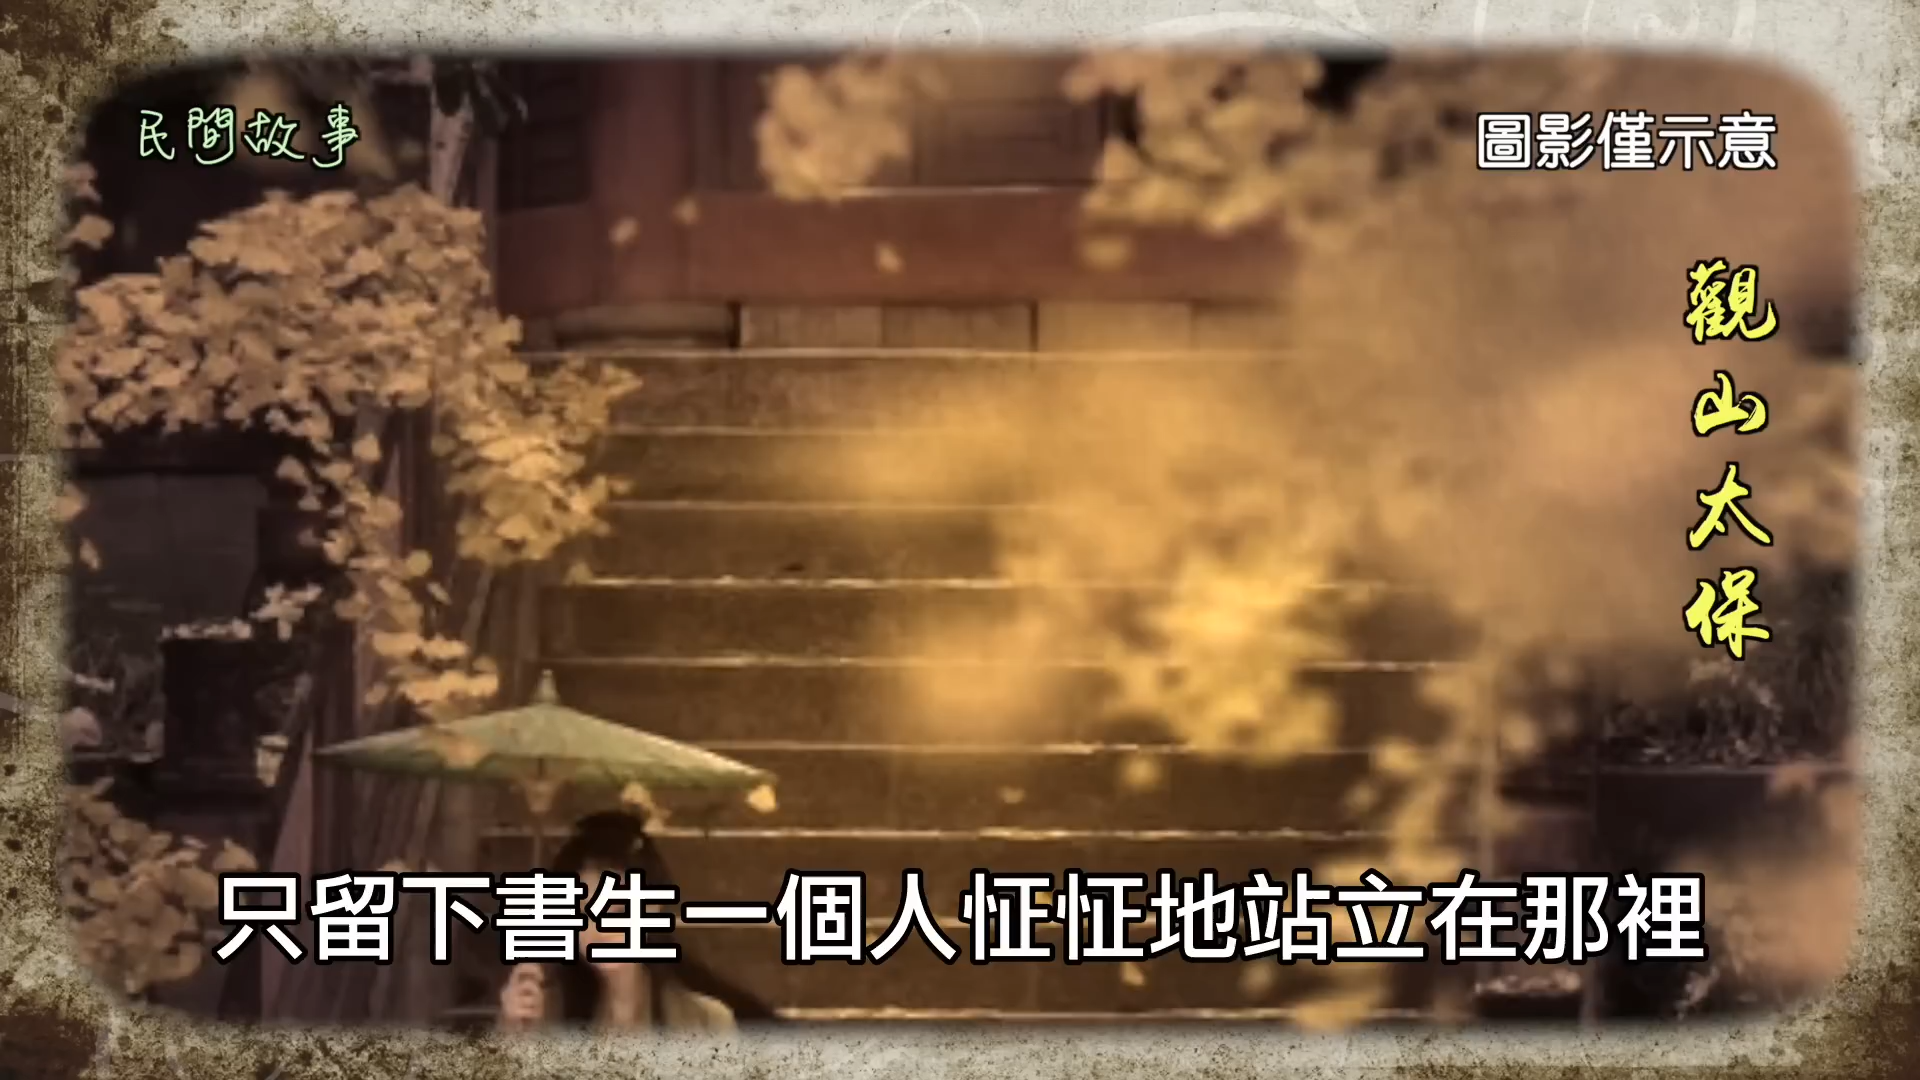 民間故事
圖影僅示意
觀山太保
只留下書生一個人怔怔地站立在那裡